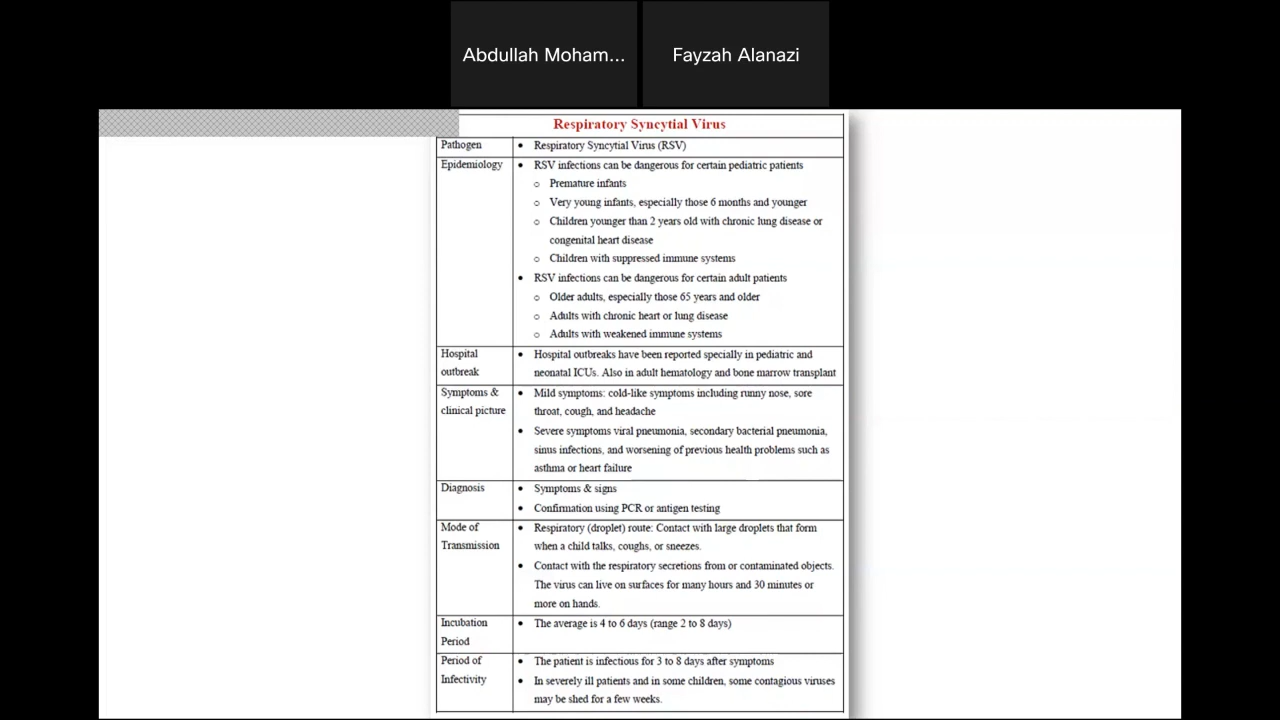 Abdullah Moham...
Fayzah Alanazi
Respiratory Syncytial Virus
Pathogen
• Respiratory Syncytial Virus (RSV)
Epidemiology
• RSV infections can be dangerous for certain pediatric patients
o Premature infants
o Very young infants, especially those 6 months and younger
o Children younger than 2 years old with chronic lung disease or
congenital heart disease
o Children with suppressed immune systems
• RSV infections can be dangerous for certain adult patients
o Older adults, especially those 65 years and older
o Adults with chronic heart or lung disease
o Adults with weakened immune systems
Hospital
outbreak
• Hospital outbreaks have been reported specially in pediatric and
neonatal ICUs. Also in adult hematology and bone marrow transplant
Symptoms &
clinical picture
• Mild symptoms: cold-like symptoms including runny nose, sore
throat, cough, and headache
• Severe symptoms viral pneumonia, secondary bacterial pneumonia,
sinus infections, and worsening of previous health problems such as
asthma or heart failure
Diagnosis
• Symptoms & signs
• Confirmation using PCR or antigen testing
Mode of
Transmission
• Respiratory (droplet) route: Contact with large droplets that form
when a child talks, coughs, or sneezes.
• Contact with the respiratory secretions from or contaminated objects.
The virus can live on surfaces for many hours and 30 minutes or
more on hands.
Incubation
Period
• The average is 4 to 6 days (range 2 to 8 days)
Period of
Infectivity
• The patient is infectious for 3 to 8 days after symptoms
• In severely ill patients and in some children, some contagious viruses
may be shed for a few weeks.